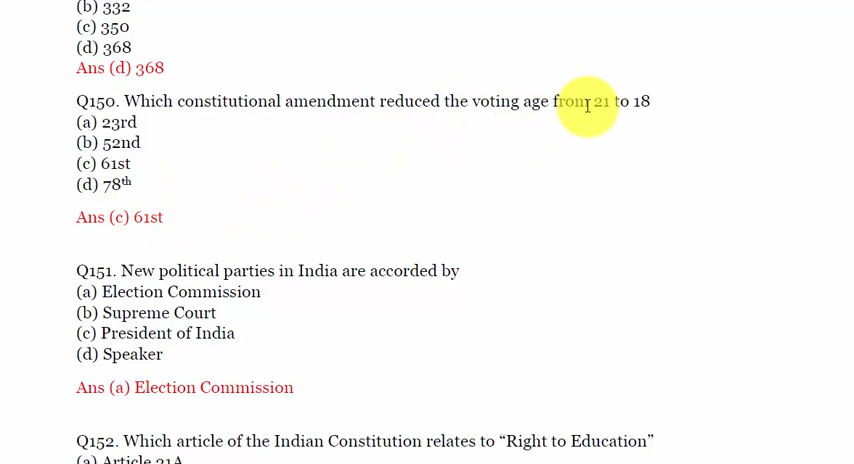 (b) 332
(c) 350
(d) 368
Ans (d) 368
Q150. Which constitutional amendment reduced the voting age from 21 to 18
(a) 23rd
(b) 52nd
(c) 61st
(d) 78th
Ans (c) 61st
Q151. New political parties in India are accorded by
(a) Election Commission
(b) Supreme Court
(c) President of India
(d) Speaker
Ans (a) Election Commission
Q152. Which article of the Indian Constitution relates to “Right to Education”
(a) Article 21A